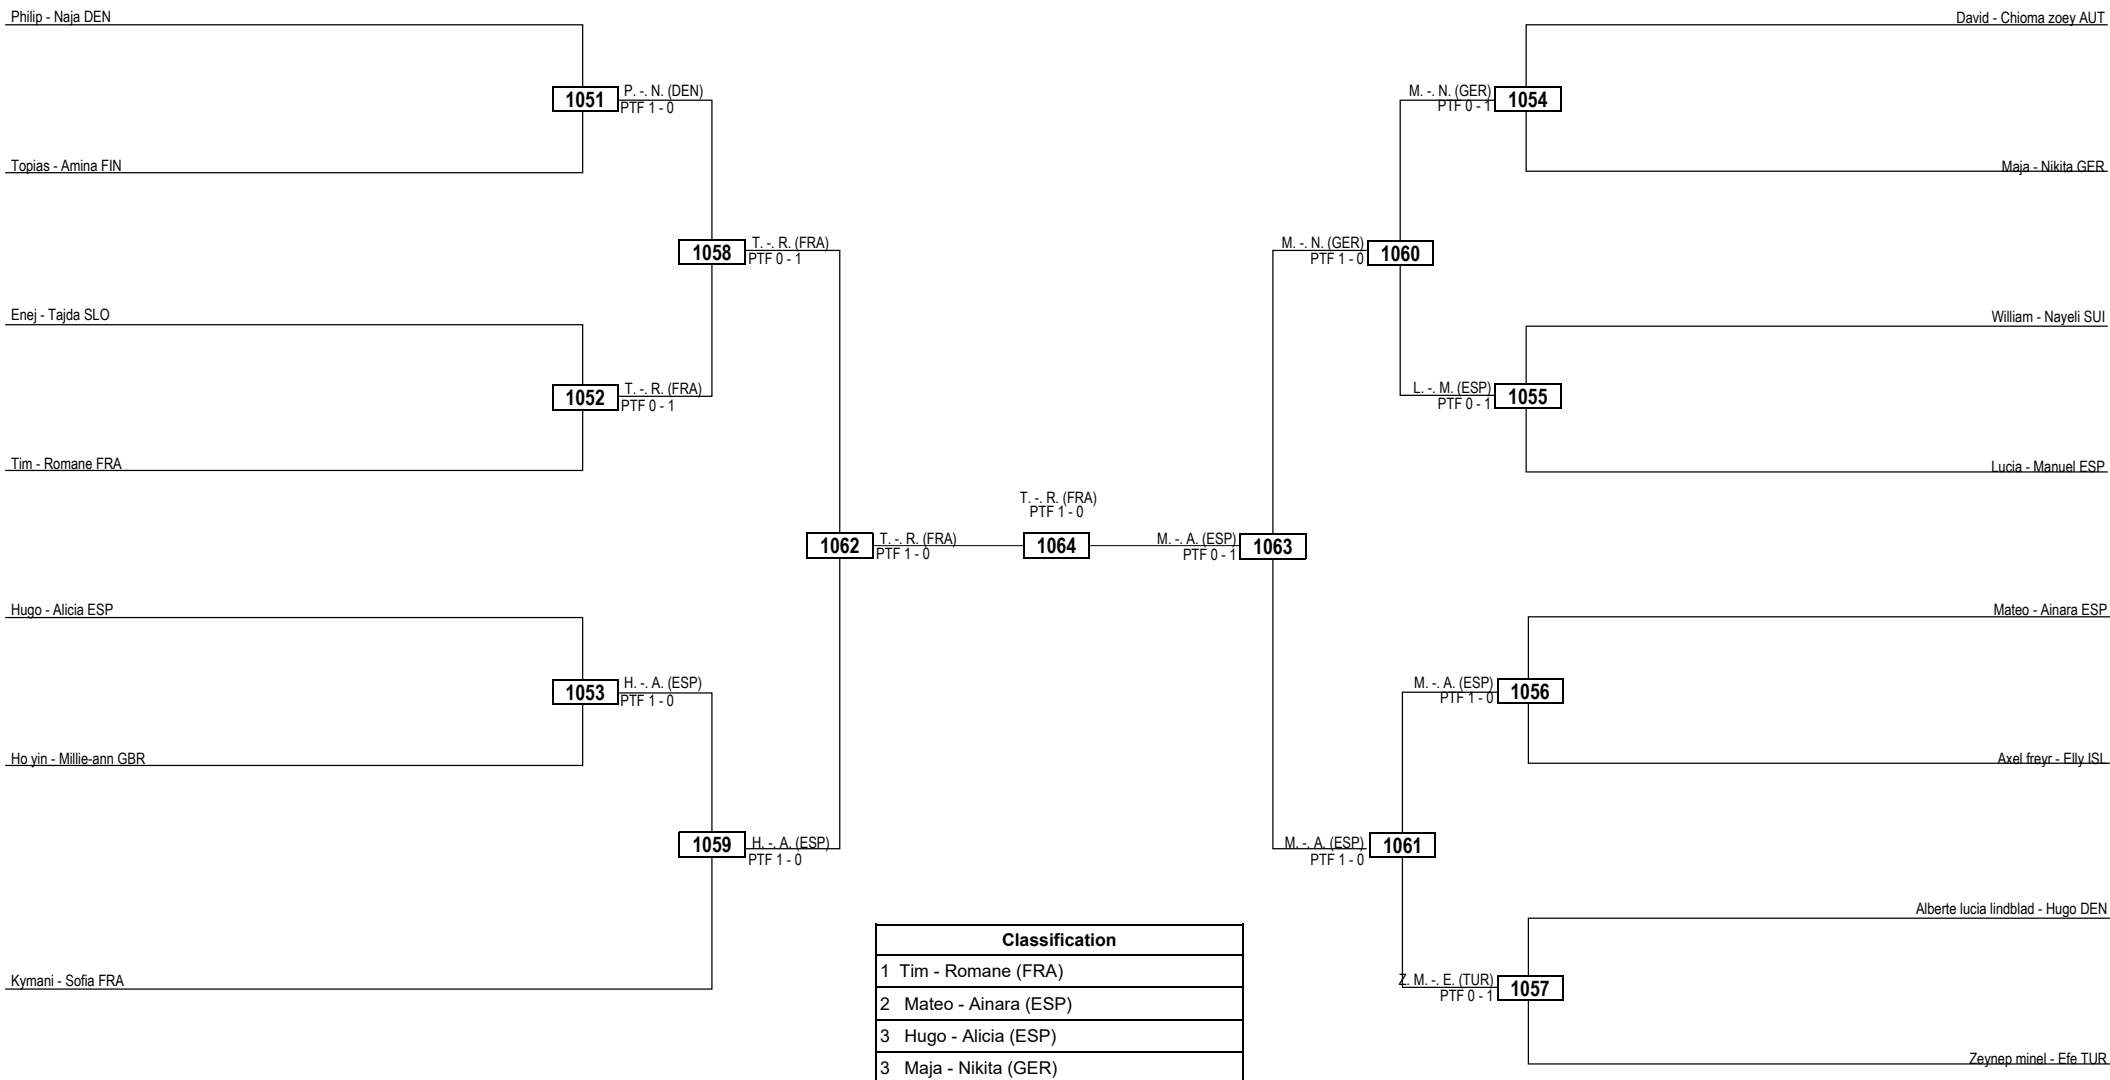 Philip - Naja DEN
David - Chioma zoey AUT
1051
P. -. N. (DEN)
PTF 1 - 0
M. -. N. (GER)
PTF 0 - 1
1054
Topias - Amina FIN
Maja - Nikita GER
1058
T. -. R. (FRA)
PTF 0 - 1
M. -. N. (GER)
PTF 1 - 0
1060
Enej - Tajda SLO
William - Nayeli SUI
1052
T. -. R. (FRA)
PTF 0 - 1
L. -. M. (ESP)
PTF 0 - 1
1055
Tim - Romane FRA
Lucia - Manuel ESP
T. -. R. (FRA)
PTF 1 - 0
1062
T. -. R. (FRA)
PTF 1 - 0
1064
M. -. A. (ESP)
PTF 0 - 1
1063
Hugo - Alicia ESP
Mateo - Ainara ESP
1053
H. -. A. (ESP)
PTF 1 - 0
M. -. A. (ESP)
PTF 1 - 0
1056
Ho yin - Millie-ann GBR
Axel freyr - Elly ISL
1059
H. -. A. (ESP)
PTF 1 - 0
M. -. A. (ESP)
PTF 1 - 0
1061
Alberte lucia lindblad - Hugo DEN
Kymani - Sofia FRA
Z. M. -. E. (TUR)
PTF 0 - 1
1057
Zeynep minel - Efe TUR
Classification
1 Tim - Romane (FRA)
2 Mateo - Ainara (ESP)
3 Hugo - Alicia (ESP)
3 Maja - Nikita (GER)